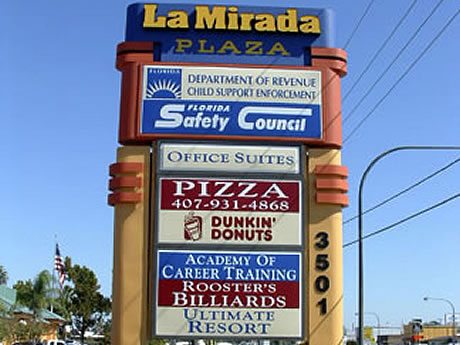 La Mirada
PLAZA
FLORIDA
DEPARTMENT OF REVENUE
CHILD SUPPORT ENFORCEMENT
FLORIDA
Safety Council
OFFICE SUITES
PIZZA
407-931-4868
DUNKIN'
DONUTS
ACADEMY OF
CAREER TRAINING
ROOSTER'S
BILLIARDS
ULTIMATE
RESORT
3501